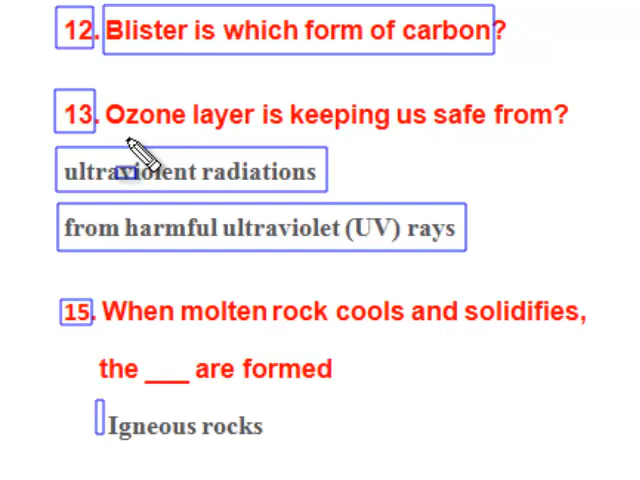 12. Blister is which form of carbon?
13. Ozone layer is keeping us safe from?
ultraviolent radiations
from harmful ultraviolet (UV) rays
15. When molten rock cools and solidifies,
the ___ are formed
Igneous rocks